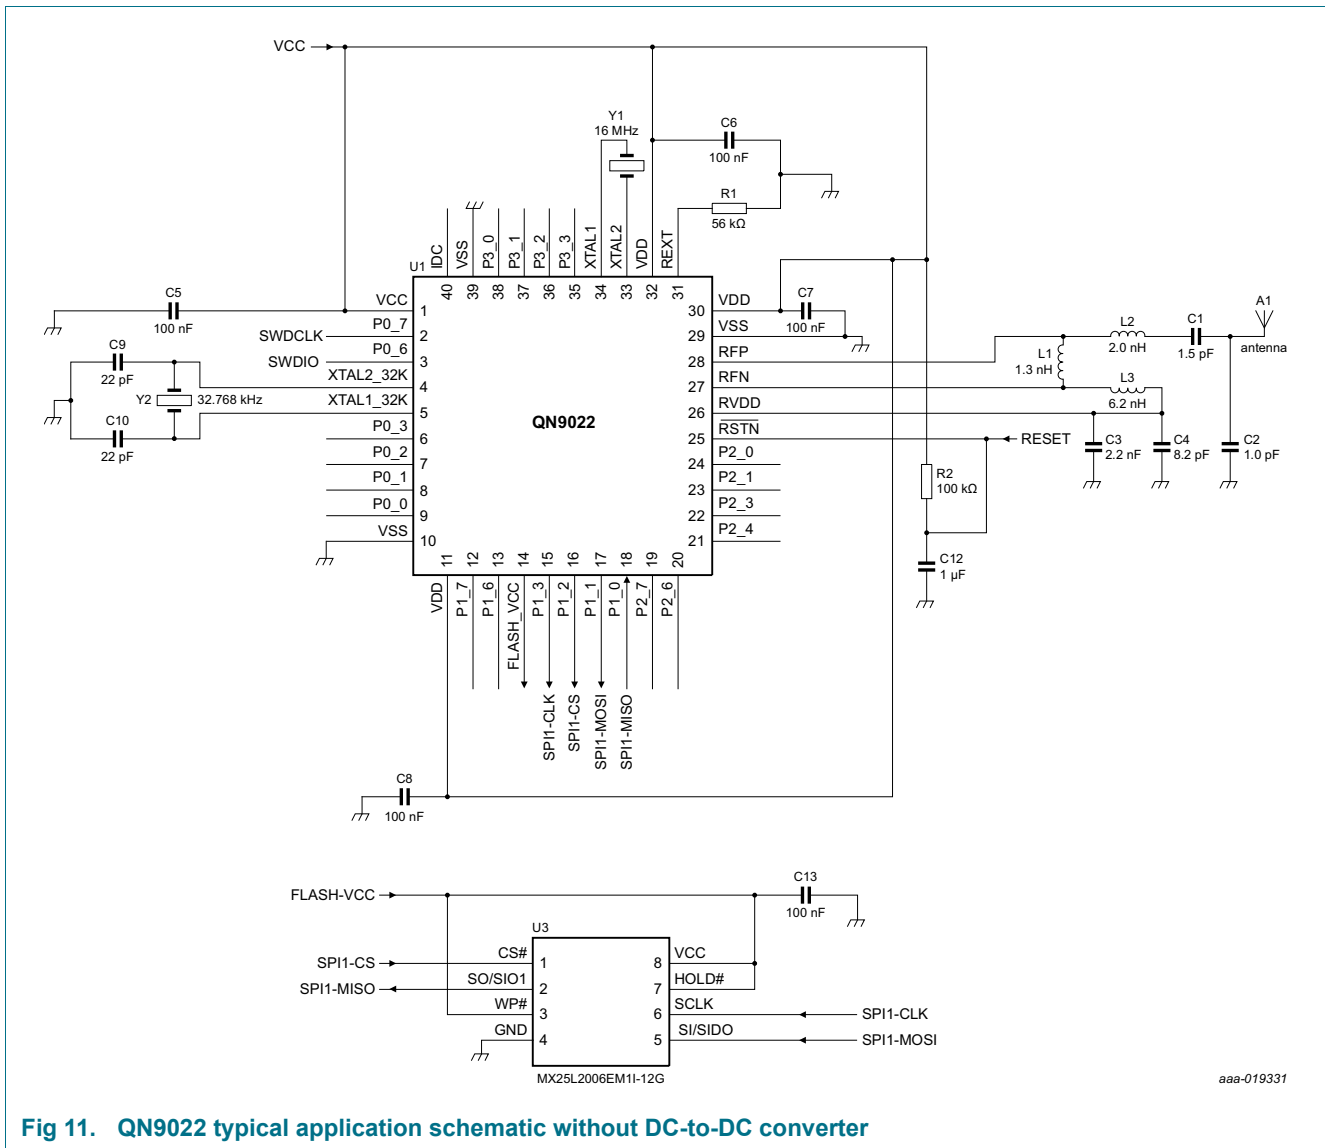 VCC
Y1
16 MHz
C6
100 nF
R1
56 kΩ
IDC
VSS
P3_0
P3_1
P3_2
P3_3
XTAL1
XTAL2
VDD
REXT
U1
40
39
38
37
36
35
34
33
32
31
C5
100 nF
VCC
1
P0_7
SWDCLK
2
P0_6
SWDIO
3
C9
22 pF
XTAL2_32K
4
Y2
32.768 kHz
XTAL1_32K
5
C10
22 pF
P0_3
6
P0_2
7
P0_1
8
P0_0
9
VSS
10
QN9022
30
VDD
C7
100 nF
29
VSS
28
RFP
27
RFN
26
RVDD
25
RSTN
RESET
24
P2_0
23
P2_1
22
P2_3
21
P2_4
L1
1.3 nH
L2
2.0 nH
C1
1.5 pF
A1
antenna
L3
6.2 nH
C3
2.2 nF
C4
8.2 pF
C2
1.0 pF
R2
100 kΩ
C12
1 µF
11
12
13
14
15
16
17
18
19
20
VDD
P1_7
P1_6
FLASH_VCC
P1_3
P1_2
P1_1
P1_0
P2_7
P2_6
SPI1-CLK
SPI1-CS
SPI1-MOSI
SPI1-MISO
C8
100 nF
FLASH-VCC
C13
100 nF
U3
SPI1-CS
CS#
1
8
VCC
SPI1-MISO
SO/SIO1
2
7
HOLD#
WP#
3
6
SCLK
SPI1-CLK
GND
4
5
SI/SIDO
SPI1-MOSI
MX25L2006EM1I-12G
aaa-019331
Fig 11. QN9022 typical application schematic without DC-to-DC converter